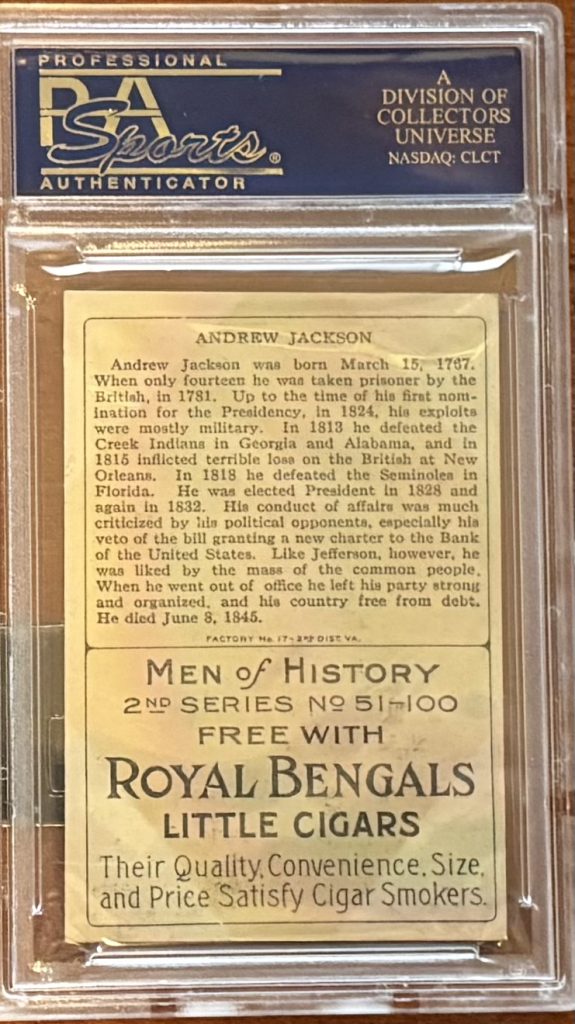 PROFESSIONAL
PSA
Sports®
AUTHENTICATOR
A
DIVISION OF
COLLECTORS
UNIVERSE
NASDAQ: CLCT
ANDREW JACKSON
Andrew Jackson was born March 15, 1767.
When only fourteen he was taken prisoner by the
British, in 1781. Up to the time of his first nom-
ination for the Presidency, in 1824, his exploits
were mostly military. In 1813 he defeated the
Creek Indians in Georgia and Alabama, and in
1815 inflicted terrible loss on the British at New
Orleans. In 1818 he defeated the Seminoles in
Florida. He was elected President in 1828 and
again in 1832. His conduct of affairs was much
criticized by his political opponents, especially his
veto of the bill granting a new charter to the Bank
of the United States. Like Jefferson, however, he
was liked by the mass of the common people.
When he went out of office he left his party strong
and organized, and his country free from debt.
He died June 8, 1845.
FACTORY No. 17-2ND DIST. VA.
MEN of HISTORY
2ND SERIES No 51-100
FREE WITH
ROYAL BENGALS
LITTLE CIGARS
Their Quality, Convenience, Size,
and Price Satisfy Cigar Smokers.